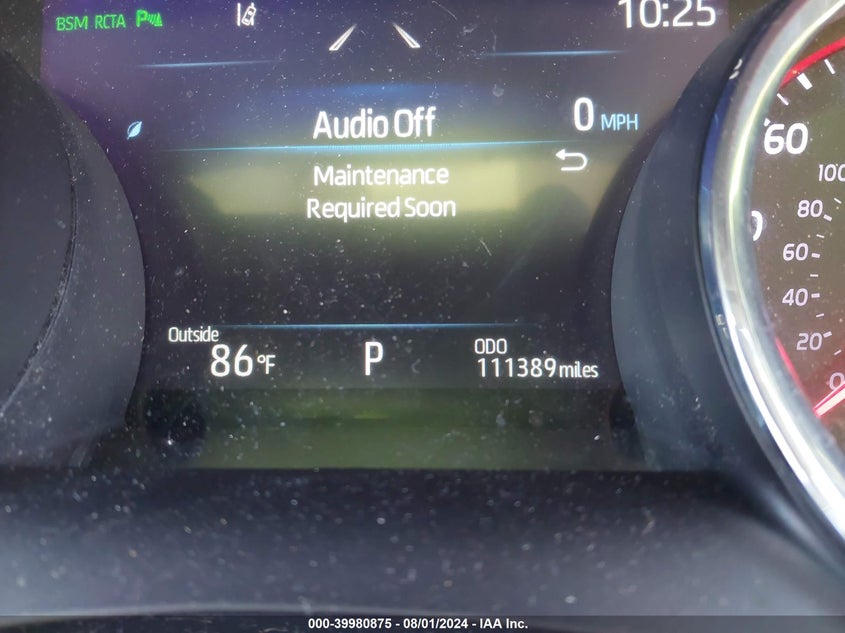 BSM RCTA P
10:25
Audio Off
0 MPH
Maintenance
Required Soon
Outside
86°F
P
ODO
111389 miles
60
100
80
60
40
20
0
000-39980875 - 08/01/2024 - IAA Inc.